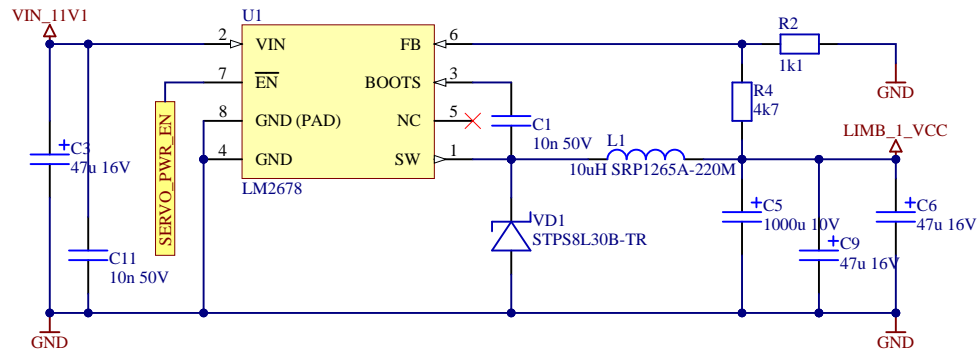 VIN_11V1
U1
2
VIN
FB
6
R2
1k1
7
EN
BOOTS
3
R4
4k7
GND
8
GND (PAD)
NC
5
C1
10n 50V
LIMB_1_VCC
C3
47u 16V
4
GND
SW
1
L1
10uH SRP1265A-220M
LM2678
SERVO_PWR_EN
VD1
STPS8L30B-TR
C5
1000u 10V
C6
47u 16V
C11
10n 50V
C9
47u 16V
GND
GND